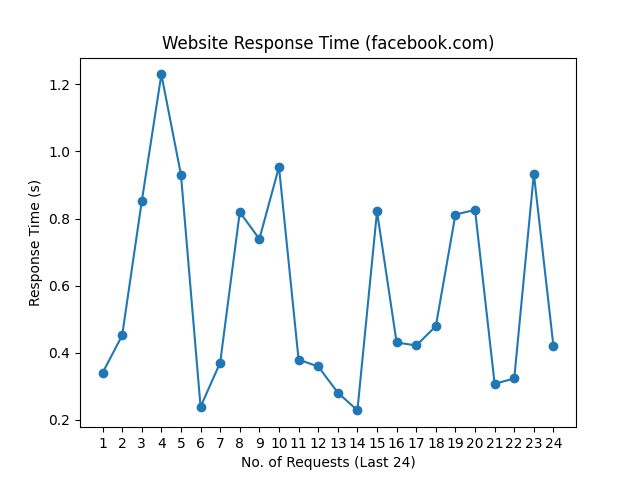 Website Response Time (facebook.com)
Response Time (s)
1.2
1.0
0.8
0.6
0.4
0.2
1 2 3 4 5 6 7 8 9 10 11 12 13 14 15 16 17 18 19 20 21 22 23 24
No. of Requests (Last 24)